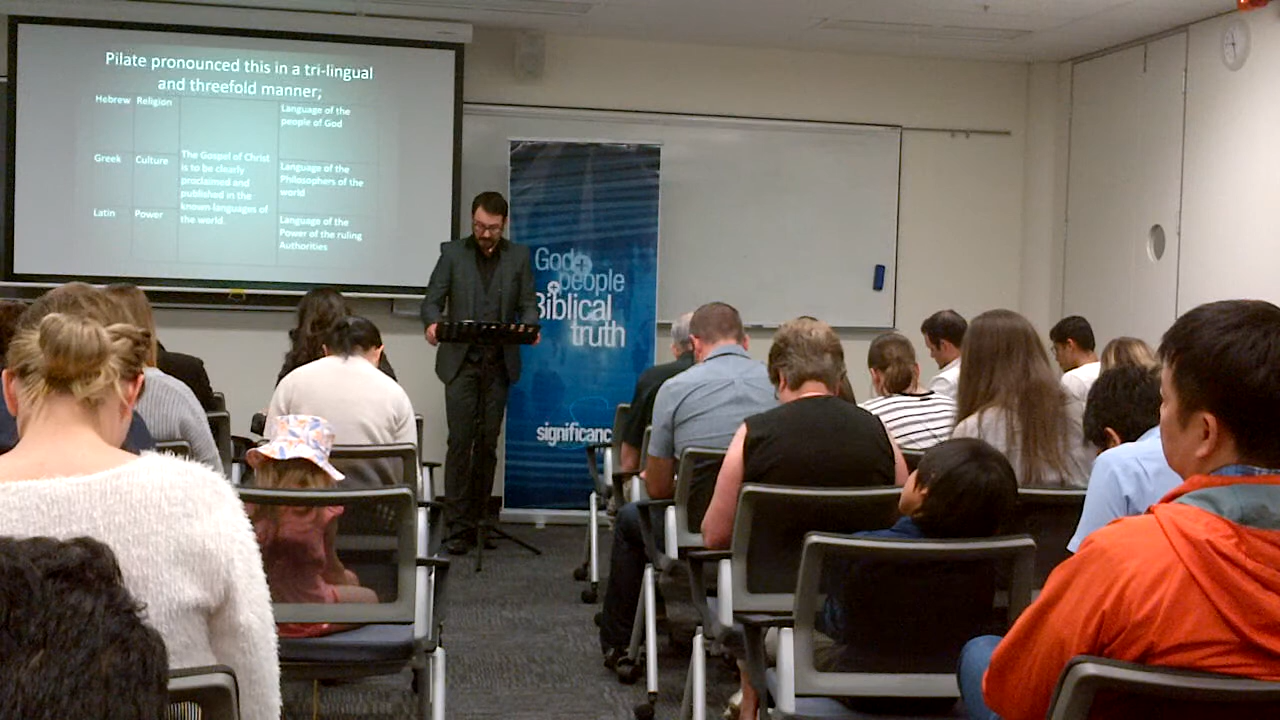 Pilate pronounced this in a tri-lingual
and threefold manner;
Hebrew Religion Language of the
people of God
Greek Culture The Gospel of Christ
is to be clearly
proclaimed and
published in the
known languages of
the world.
Language of the
Philosophers of the
world
Latin Power Language of the
Power of the ruling
Authorities
God+
people
+Biblical
truth
significanc